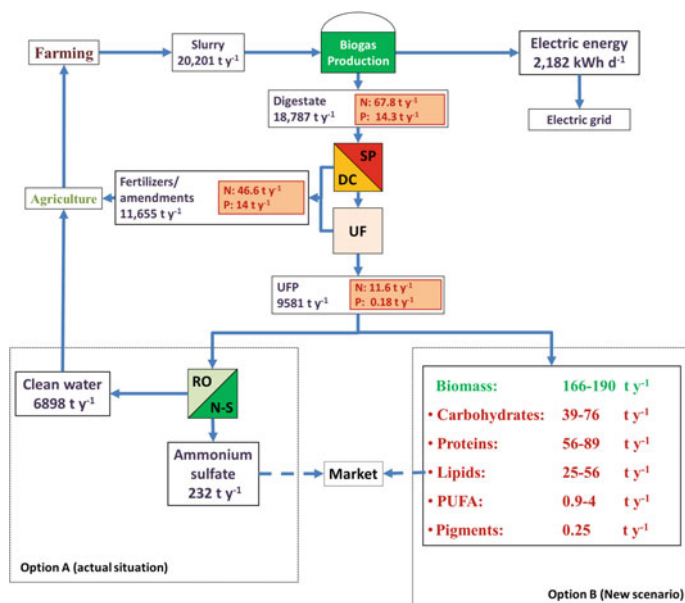 Farming
Slurry
20,201 t y⁻¹
Biogas
Production
Electric energy
2,182 kWh d⁻¹
Electric grid
Digestate
18,787 t y⁻¹
N: 67.8 t y⁻¹
P: 14.3 t y⁻¹
SP
DC
Agriculture
Fertilizers/
amendments
11,655 t y⁻¹
N: 46.6 t y⁻¹
P: 14 t y⁻¹
UF
UFP
9581 t y⁻¹
N: 11.6 t y⁻¹
P: 0.18 t y⁻¹
Clean water
6898 t y⁻¹
RO
N-S
Ammonium
sulfate
232 t y⁻¹
Market
Biomass: 166-190 t y⁻¹
• Carbohydrates: 39-76 t y⁻¹
• Proteins: 56-89 t y⁻¹
• Lipids: 25-56 t y⁻¹
• PUFA: 0.9-4 t y⁻¹
• Pigments: 0.25 t y⁻¹
Option A (actual situation)
Option B (New scenario)